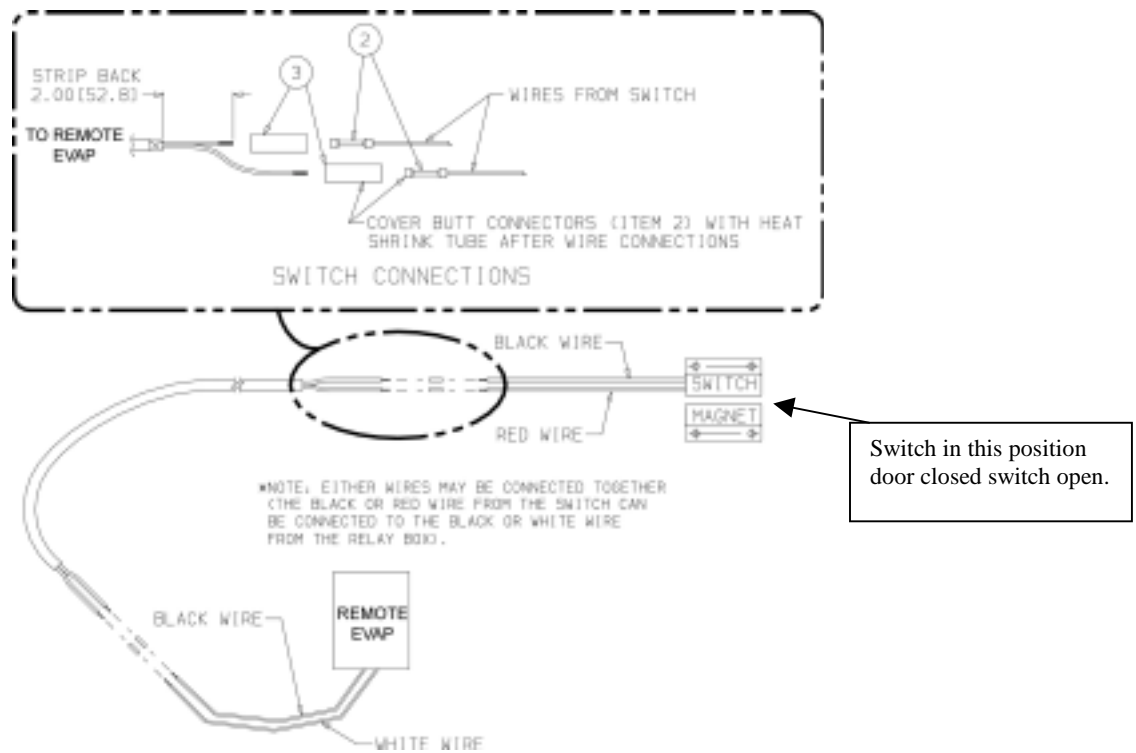 2
3
STRIP BACK
2.00[52.8]
WIRES FROM SWITCH
TO REMOTE
EVAP
COVER BUTT CONNECTORS (ITEM 2) WITH HEAT
SHRINK TUBE AFTER WIRE CONNECTIONS
SWITCH CONNECTIONS
BLACK WIRE
SWITCH
MAGNET
RED WIRE
Switch in this position
door closed switch open.
*NOTE: EITHER WIRES MAY BE CONNECTED TOGETHER
(THE BLACK OR RED WIRE FROM THE SWITCH CAN
BE CONNECTED TO THE BLACK OR WHITE WIRE
FROM THE RELAY BOX).
BLACK WIRE
REMOTE
EVAP
WHITE WIRE